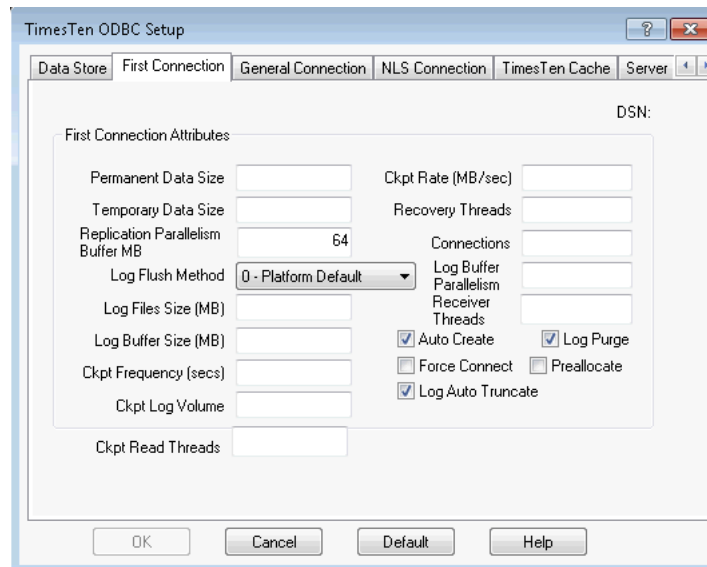 TimesTen ODBC Setup
Data Store First Connection General Connection NLS Connection TimesTen Cache Server
DSN:
First Connection Attributes
Permanent Data Size
Temporary Data Size
Replication Parallelism
Buffer MB
64
Log Flush Method
0 - Platform Default
Log Files Size (MB)
Log Buffer Size (MB)
Ckpt Frequency (secs)
Ckpt Log Volume
Ckpt Read Threads
Ckpt Rate (MB/sec)
Recovery Threads
Connections
Log Buffer
Parallelism
Receiver
Threads
Auto Create Log Purge
Force Connect Preallocate
Log Auto Truncate
OK Cancel Default Help